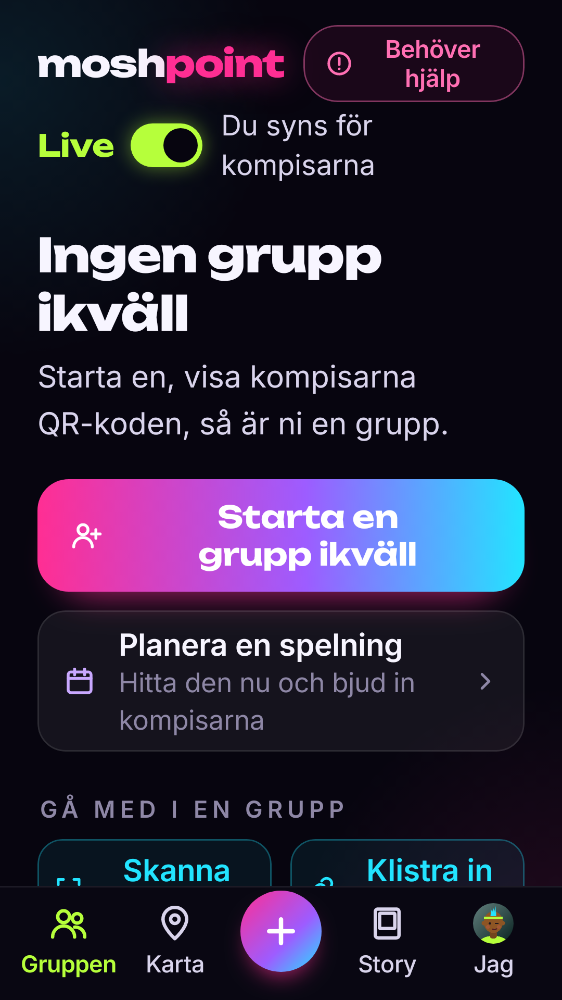 moshpoint
Behöver
hjälp
Live
Du syns för
kompisarna
Ingen grupp
ikväll
Starta en, visa kompisarna
QR-koden, så är ni en grupp.
Starta en
grupp ikväll
Planera en spelning
Hitta den nu och bjud in
kompisarna
GÅ MED I EN GRUPP
Skanna
Klistra in
Gruppen
Karta
Story
Jag